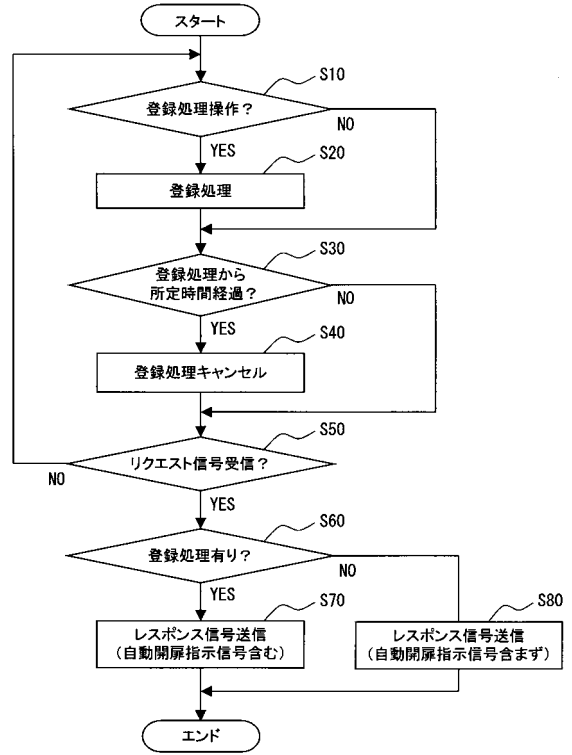 スタート
S10
登録処理操作？
NO
YES
S20
登録処理
S30
登録処理から
所定時間経過？
NO
YES
S40
登録処理キャンセル
S50
リクエスト信号受信？
NO
YES
S60
登録処理有り？
NO
YES
S70
レスポンス信号送信
（自動開扉指示信号含む）
S80
レスポンス信号送信
（自動開扉指示信号含まず）
エンド